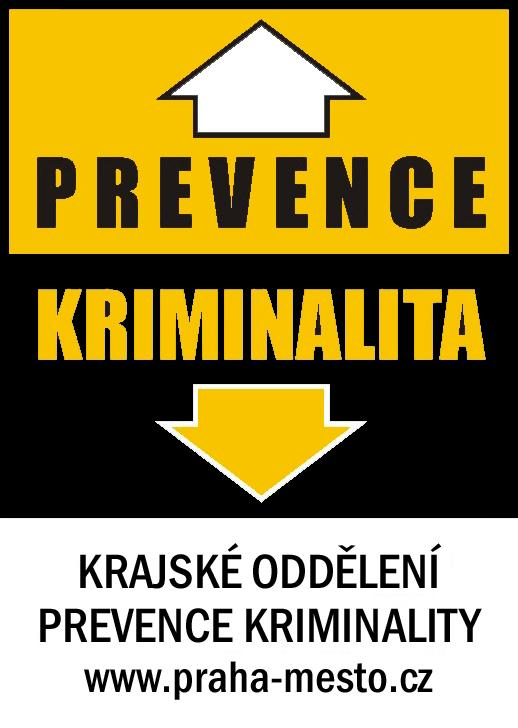 PREVENCE
KRIMINALITA
KRAJSKÉ ODDĚLENÍ
PREVENCE KRIMINALITY
www.praha-mesto.cz